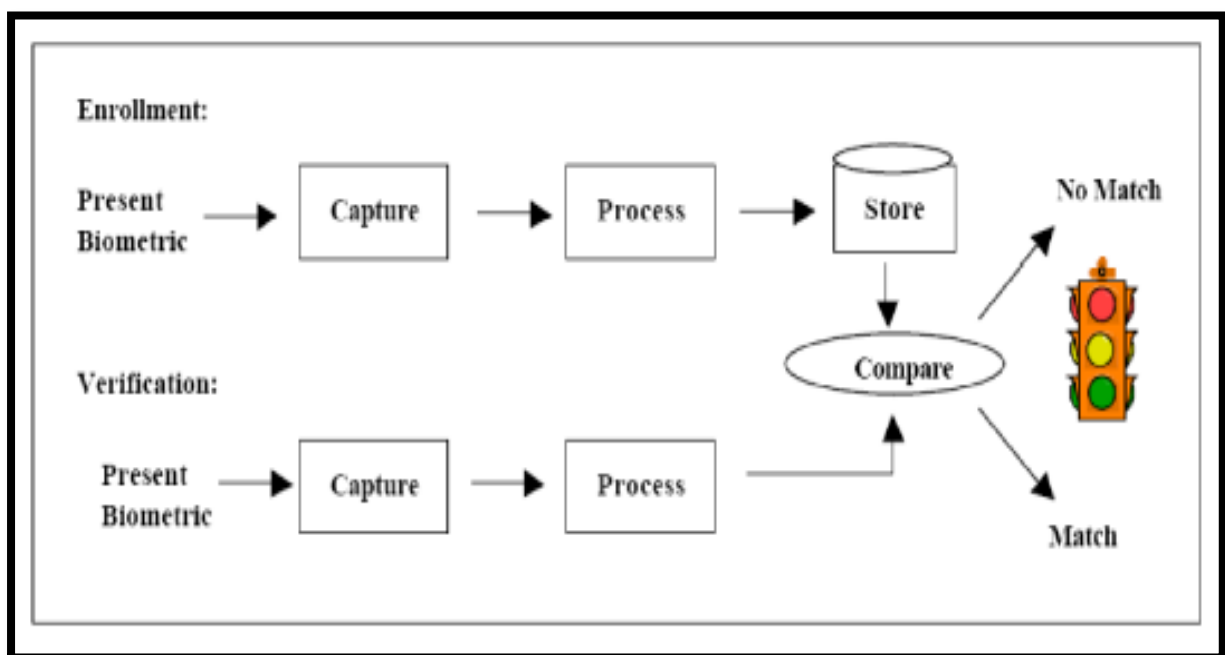 Enrollment:
Present
Biometric
Capture
Process
Store
No Match
Compare
Verification:
Present
Biometric
Capture
Process
Match